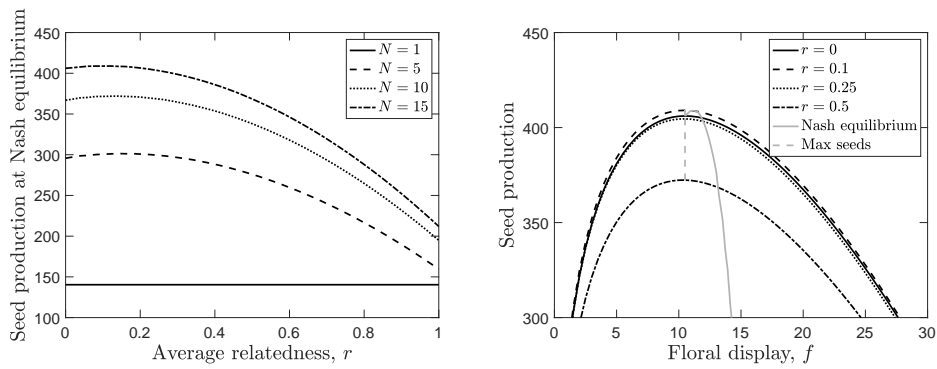 Seed production at Nash equilibrium
450
400
350
300
250
200
150
100
0
0.2
0.4
0.6
0.8
1
Average relatedness, r
N = 1
N = 5
N = 10
N = 15
Seed production
450
400
350
300
0
5
10
15
20
25
30
Floral display, f
r = 0
r = 0.1
r = 0.25
r = 0.5
Nash equilibrium
Max seeds